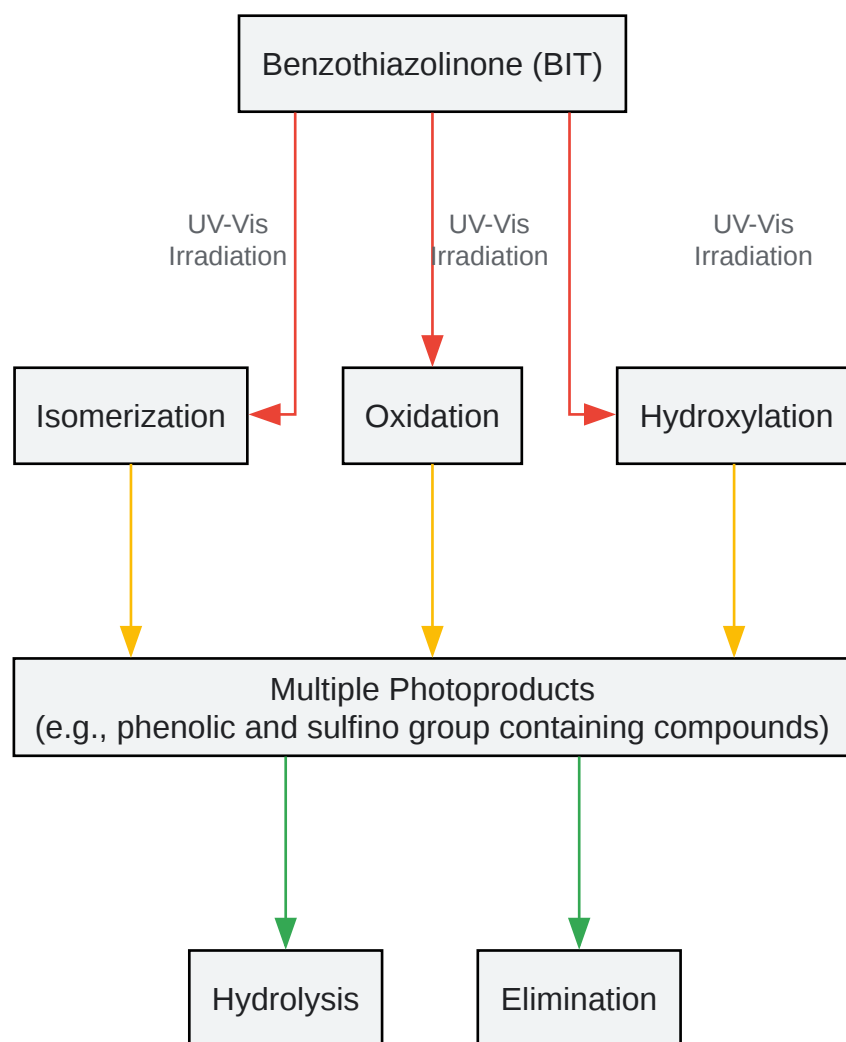 Benzothiazolinone (BIT)
UV-Vis
Irradiation
UV-Vis
Irradiation
UV-Vis
Irradiation
Isomerization
Oxidation
Hydroxylation
Multiple Photoproducts
(e.g., phenolic and sulfino group containing compounds)
Hydrolysis
Elimination